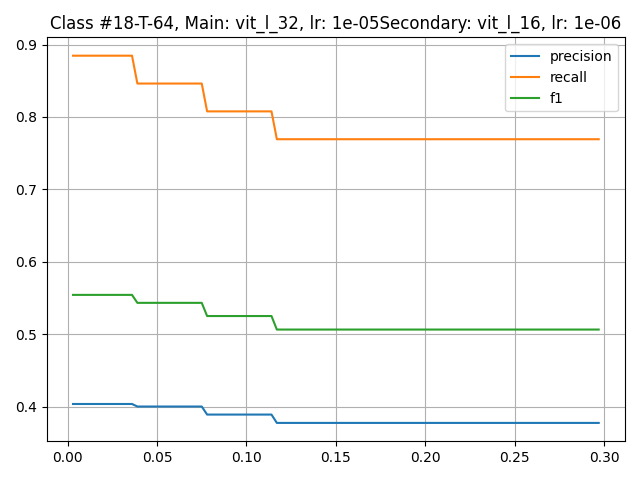 Class #18-T-64, Main: vit_l_32, lr: 1e-05Secondary: vit_l_16, lr: 1e-06
precision
recall
f1
0.9
0.8
0.7
0.6
0.5
0.4
0.00 0.05 0.10 0.15 0.20 0.25 0.30